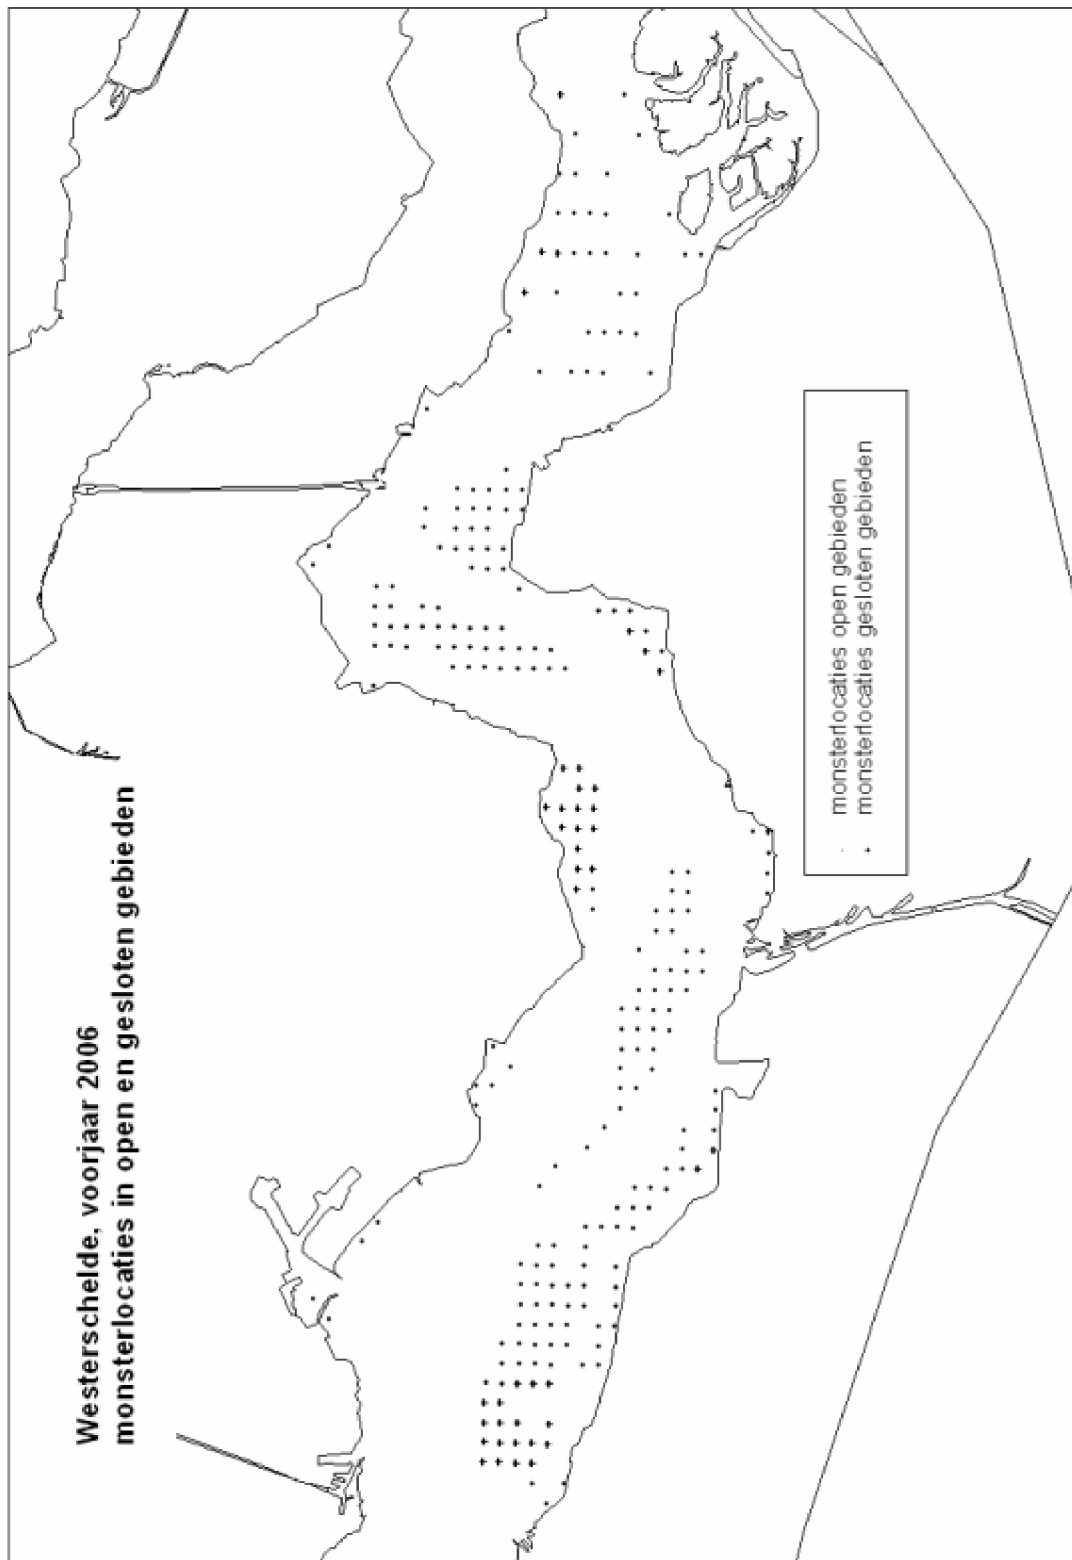 Westerschelde, voorjaar 2006
monsterlocaties in open en gesloten gebieden
monsterlocaties open gebieden
monsterlocaties gesloten gebieden